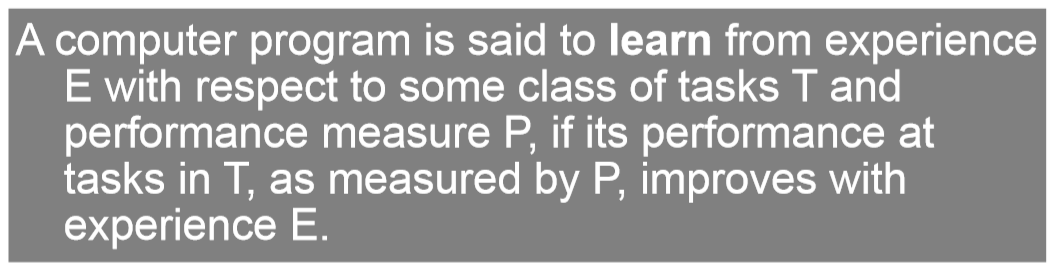 A computer program is said to learn from experience
E with respect to some class of tasks T and
performance measure P, if its performance at
tasks in T, as measured by P, improves with
experience E.